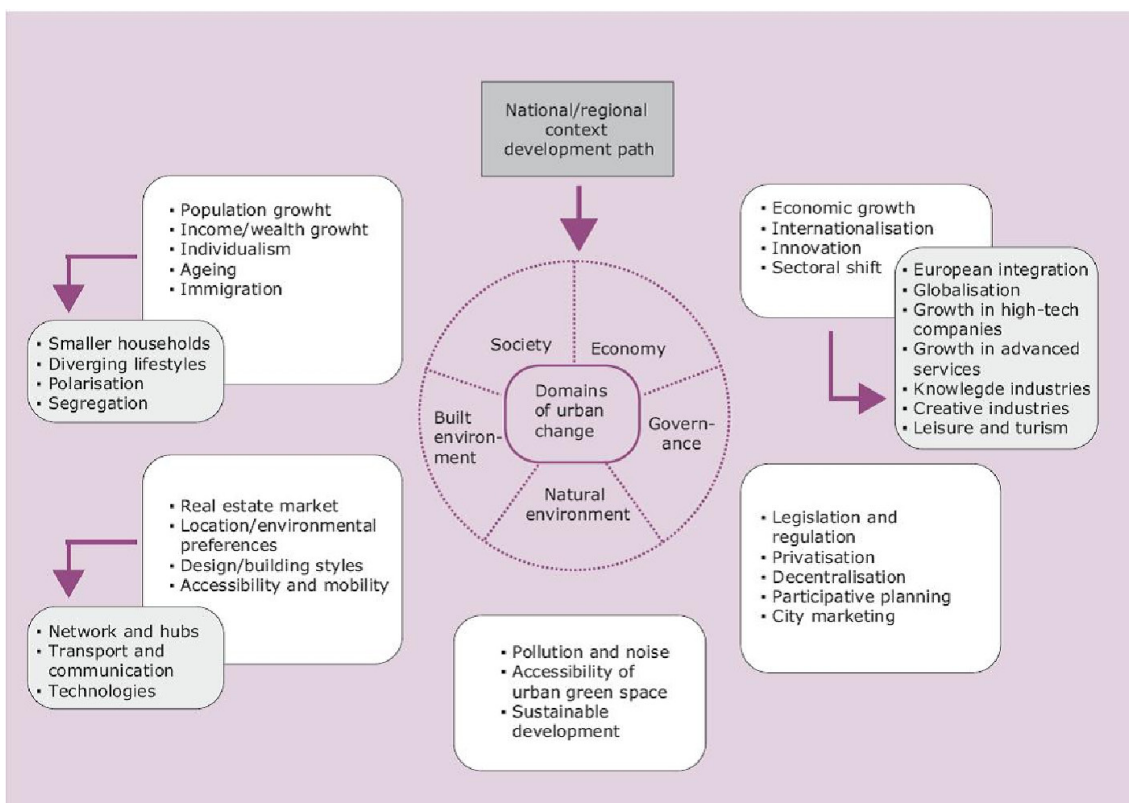 National/regional
context
development path
▪ Population growht
▪ Income/wealth growht
▪ Individualism
▪ Ageing
▪ Immigration
▪ Smaller households
▪ Diverging lifestyles
▪ Polarisation
▪ Segregation
▪ Economic growth
▪ Internationalisation
▪ Innovation
▪ Sectoral shift
▪ European integration
▪ Globalisation
▪ Growth in high-tech
companies
▪ Growth in advanced
services
▪ Knowlegde industries
▪ Creative industries
▪ Leisure and turism
Society
Economy
Domains
of urban
change
Built
environ-
ment
Govern-
ance
Natural
environment
▪ Real estate market
▪ Location/environmental
preferences
▪ Design/building styles
▪ Accessibility and mobility
▪ Network and hubs
▪ Transport and
communication
▪ Technologies
▪ Legislation and
regulation
▪ Privatisation
▪ Decentralisation
▪ Participative planning
▪ City marketing
▪ Pollution and noise
▪ Accessibility of
urban green space
▪ Sustainable
development